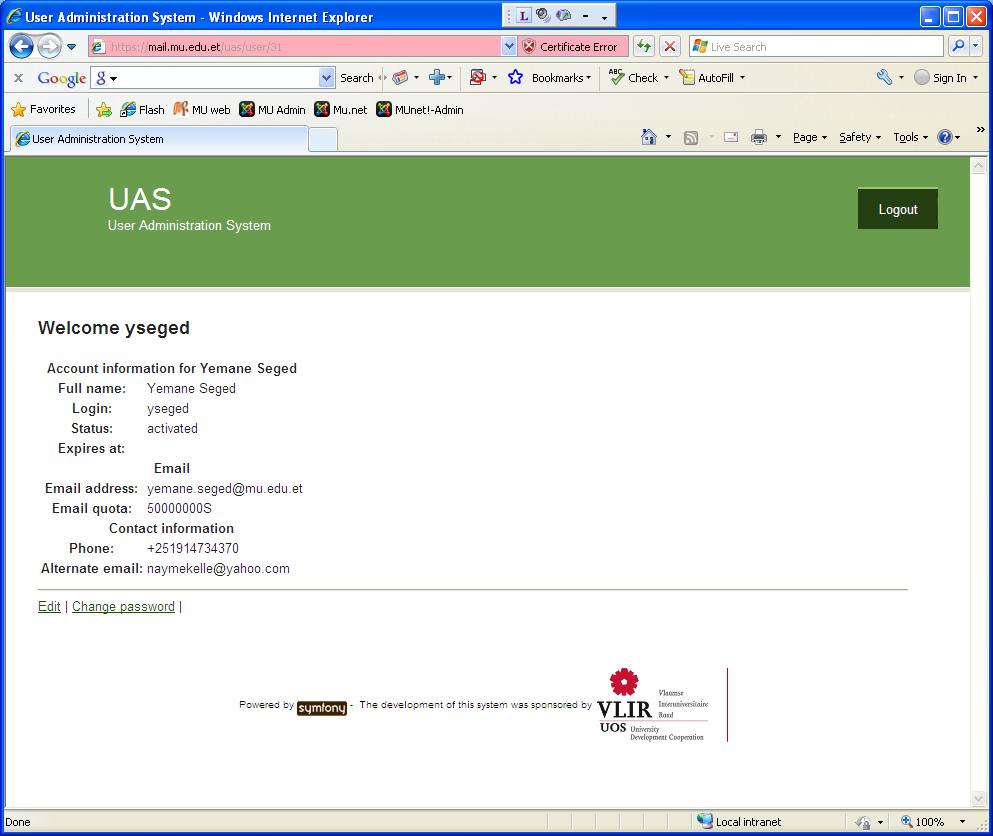 User Administration System - Windows Internet Explorer
L
https://mail.mu.edu.et/uas/user/31 Certificate Error Live Search
Google g Search Bookmarks ABC Check AutoFill Sign In
Favorites Flash MU web MU Admin Mu.net MUnet!-Admin
User Administration System Page Safety Tools »
UAS
User Administration System
Logout
Welcome yseged
Account information for Yemane Seged
Full name: Yemane Seged
Login: yseged
Status: activated
Expires at:
Email
Email address: yemane.seged@mu.edu.et
Email quota: 50000000S
Contact information
Phone: +251914734370
Alternate email: naymekelle@yahoo.com
Edit | Change password |
Powered by symfony - The development of this system was sponsored by
VLIR
UOS
Vlaamse
Interuniversitaire
Raad
University
Development Cooperation
Done Local intranet 100%